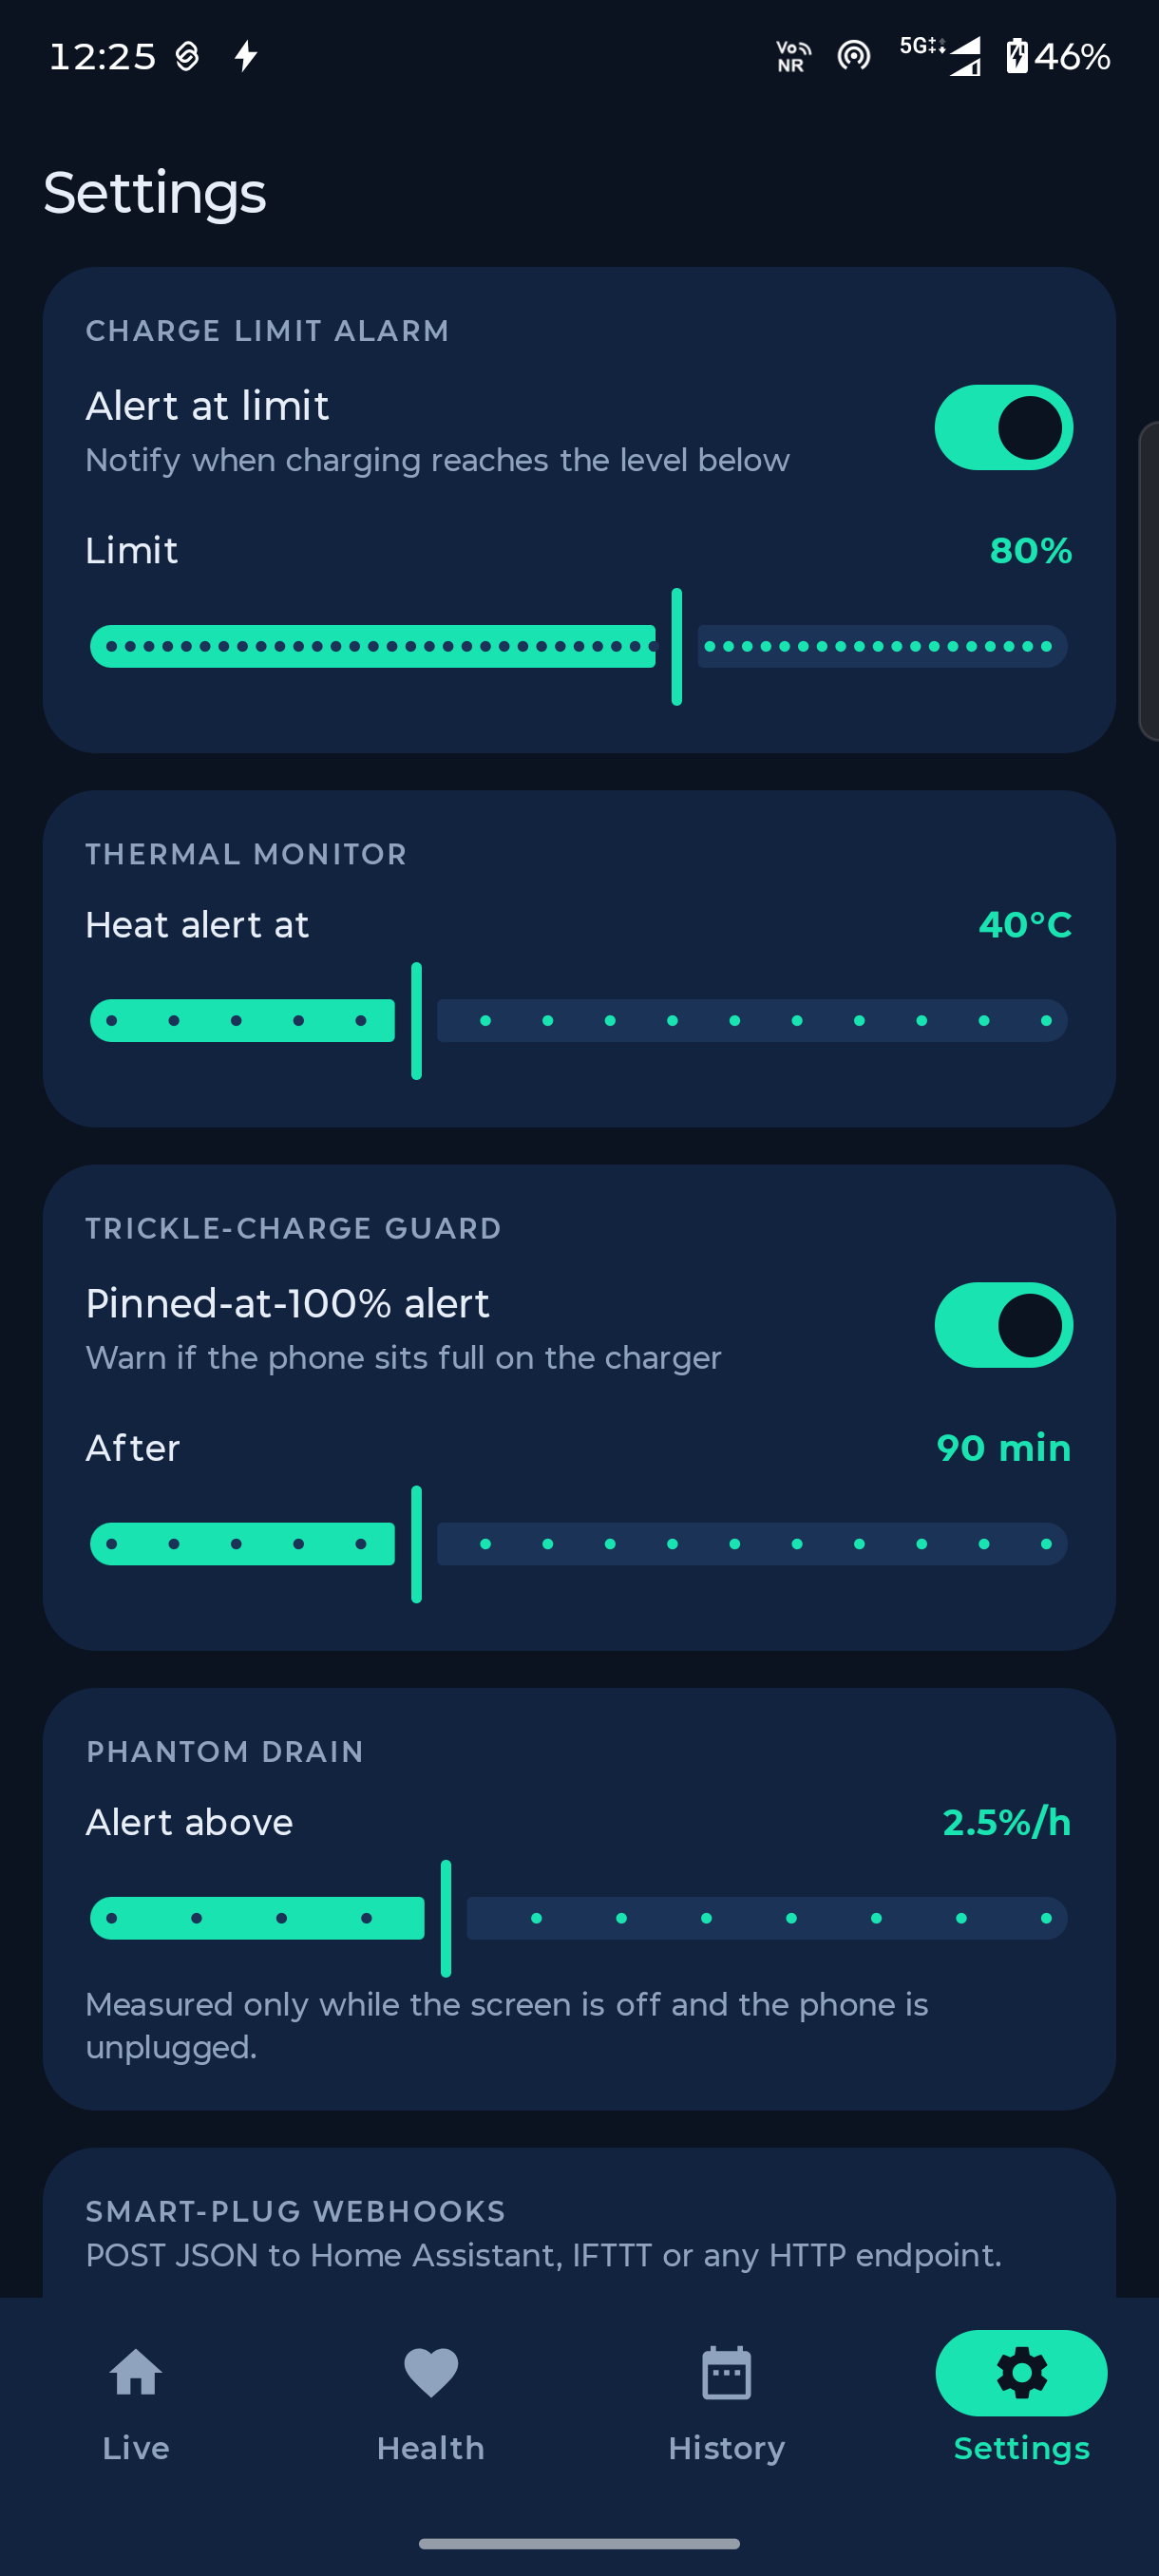 12:25
Vo NR 5G 46%
Settings
CHARGE LIMIT ALARM
Alert at limit
Notify when charging reaches the level below
Limit 80%
THERMAL MONITOR
Heat alert at 40°C
TRICKLE-CHARGE GUARD
Pinned-at-100% alert
Warn if the phone sits full on the charger
After 90 min
PHANTOM DRAIN
Alert above 2.5%/h
Measured only while the screen is off and the phone is
unplugged.
SMART-PLUG WEBHOOKS
POST JSON to Home Assistant, IFTTT or any HTTP endpoint.
Live Health History Settings